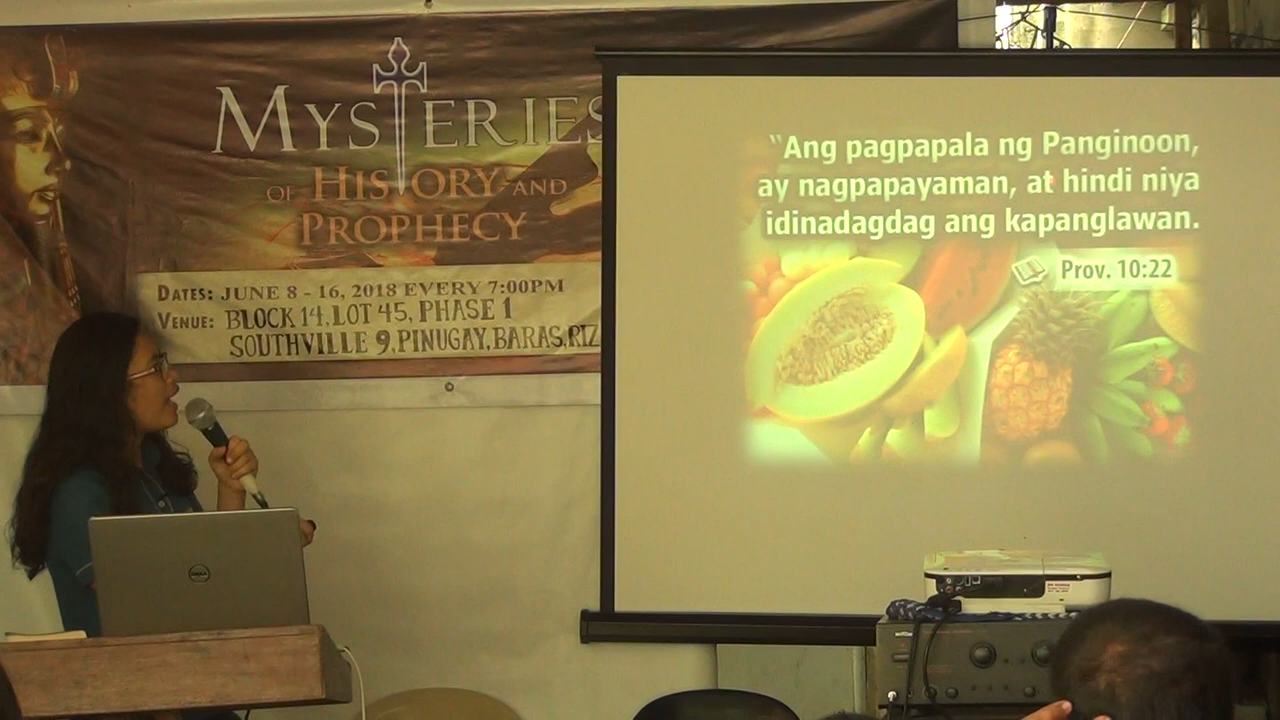 MYSTERIES
OF HISTORY AND
PROPHECY
DATES: JUNE 8 - 16, 2018 EVERY 7:00PM
VENUE: BLOCK 14, LOT 45, PHASE 1
SOUTHVILLE 9, PINUGAY, BARAS, RIZ
“Ang pagpapala ng Panginoon,
ay nagpapayaman, at hindi niya
idinadagdag ang kapanglawan.
Prov. 10:22
DELL